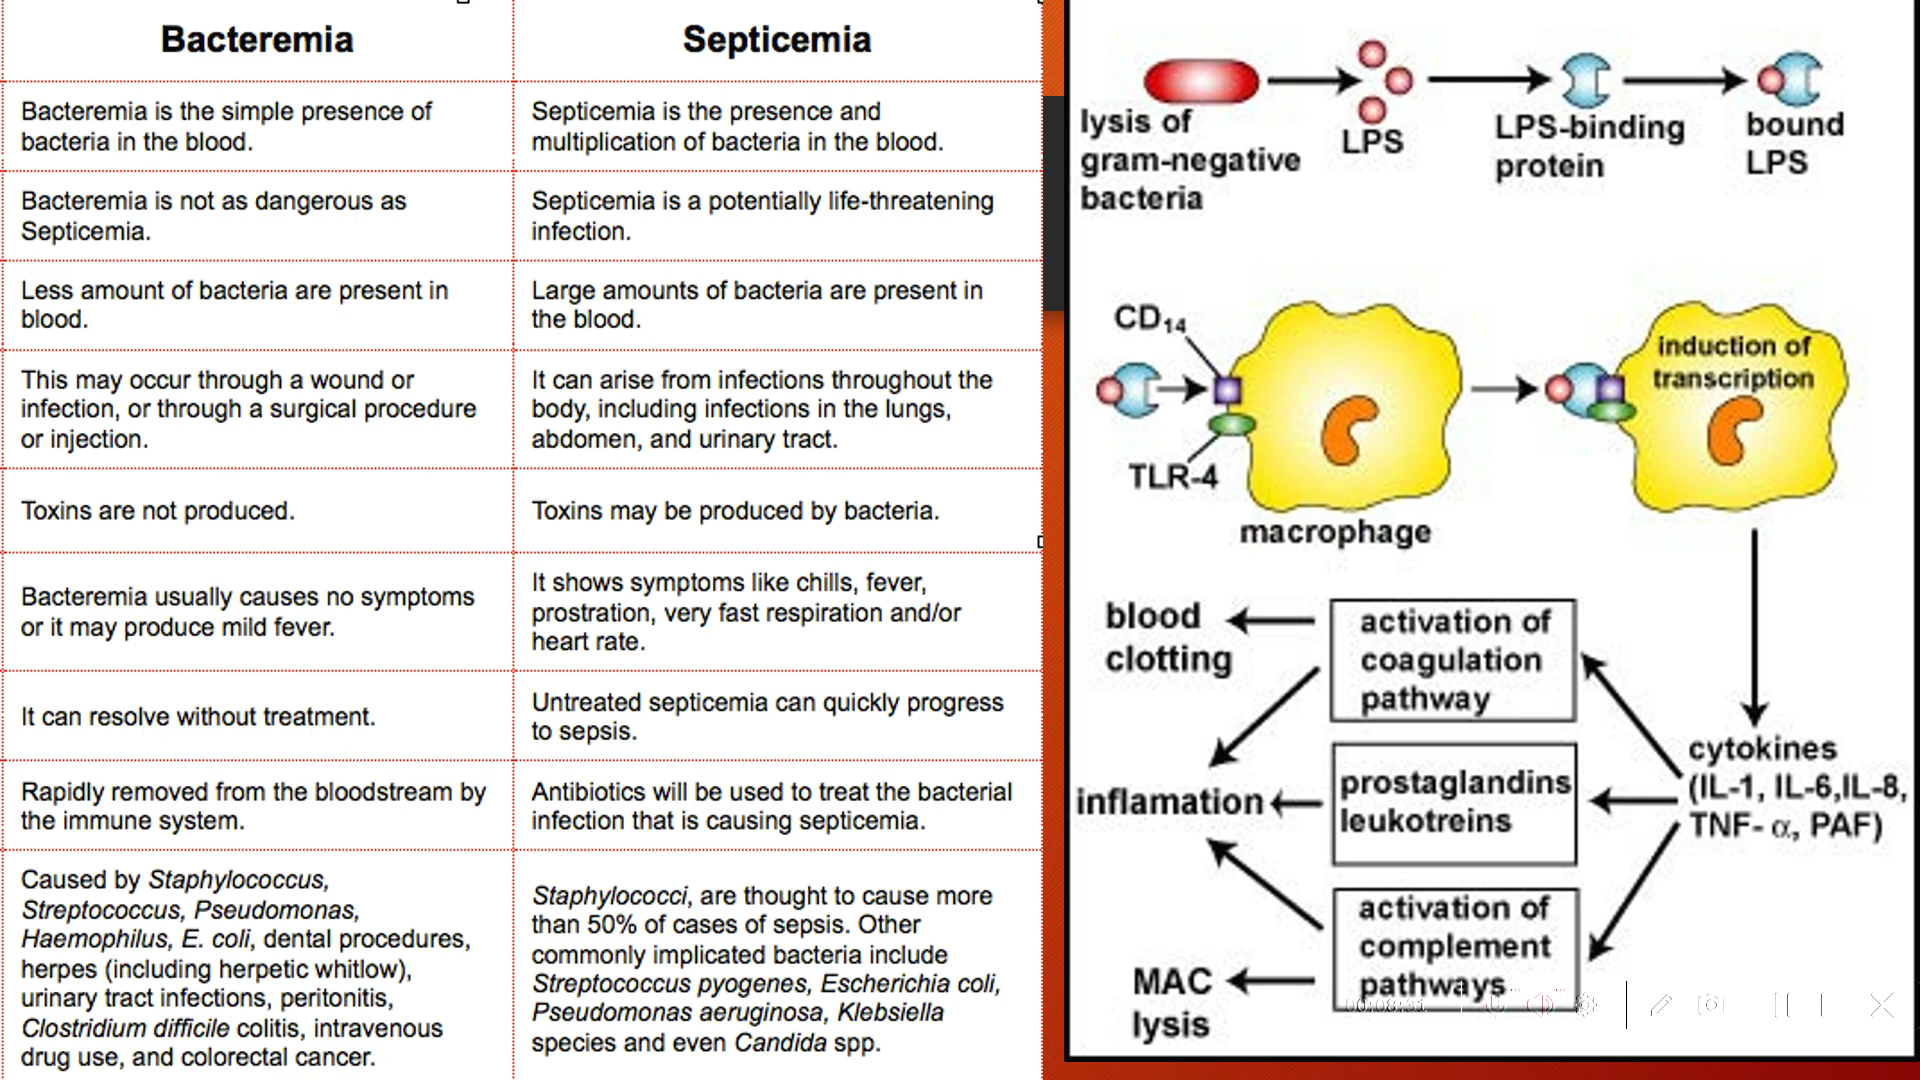 Bacteremia
Septicemia
Bacteremia is the simple presence of
bacteria in the blood.
Septicemia is the presence and
multiplication of bacteria in the blood.
Bacteremia is not as dangerous as
Septicemia.
Septicemia is a potentially life-threatening
infection.
Less amount of bacteria are present in
blood.
Large amounts of bacteria are present in
the blood.
This may occur through a wound or
infection, or through a surgical procedure
or injection.
It can arise from infections throughout the
body, including infections in the lungs,
abdomen, and urinary tract.
Toxins are not produced.
Toxins may be produced by bacteria.
Bacteremia usually causes no symptoms
or it may produce mild fever.
It shows symptoms like chills, fever,
prostration, very fast respiration and/or
heart rate.
It can resolve without treatment.
Untreated septicemia can quickly progress
to sepsis.
Rapidly removed from the bloodstream by
the immune system.
Antibiotics will be used to treat the bacterial
infection that is causing septicemia.
Caused by Staphylococcus,
Streptococcus, Pseudomonas,
Haemophilus, E. coli, dental procedures,
herpes (including herpetic whitlow),
urinary tract infections, peritonitis,
Clostridium difficile colitis, intravenous
drug use, and colorectal cancer.
Staphylococci, are thought to cause more
than 50% of cases of sepsis. Other
commonly implicated bacteria include
Streptococcus pyogenes, Escherichia coli,
Pseudomonas aeruginosa, Klebsiella
species and even Candida spp.
lysis of
gram-negative
bacteria
LPS
LPS-binding
protein
bound
LPS
CD14
TLR-4
macrophage
induction of
transcription
blood
clotting
activation of
coagulation
pathway
inflamation
prostaglandins
leukotreins
cytokines
(IL-1, IL-6,IL-8,
TNF- α, PAF)
activation of
complement
pathways
MAC
lysis